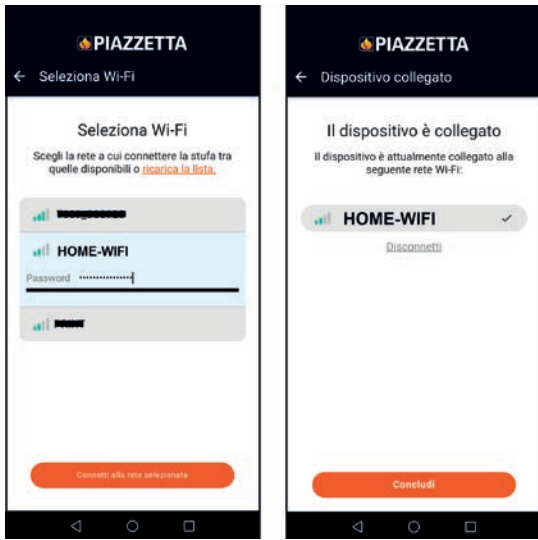 PIAZZETTA
← Seleziona Wi-Fi
Seleziona Wi-Fi
Scegli la rete a cui connettere la stufa tra
quelle disponibili o ricarica la lista.
HOME-WIFI
Password ················
Connetti alla rete selezionata
PIAZZETTA
← Dispositivo collegato
Il dispositivo è collegato
Il dispositivo è attualmente collegato alla
seguente rete Wi-Fi:
HOME-WIFI ✓
Disconnetti
Concludi